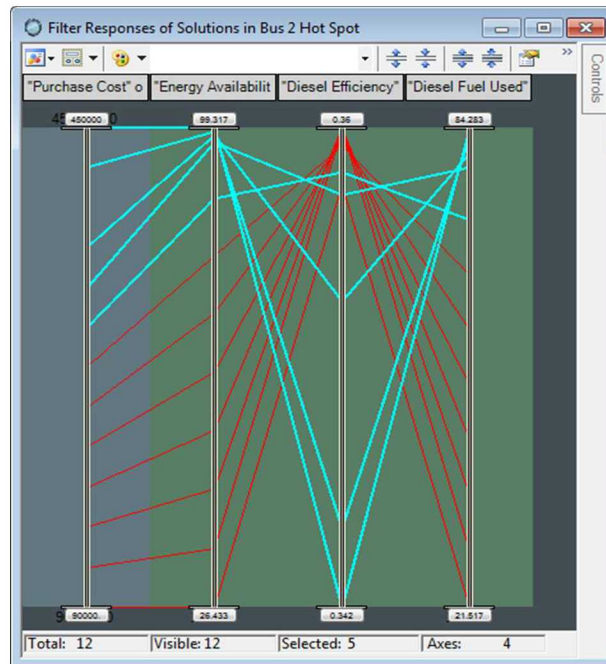 Filter Responses of Solutions in Bus 2 Hot Spot
Controls
"Purchase Cost" o "Energy Availabilit "Diesel Efficiency" "Diesel Fuel Used"
450000. 99.317 0.36 84.283
90000. 26.433 0.342 21.517
Total: 12 Visible: 12 Selected: 5 Axes: 4